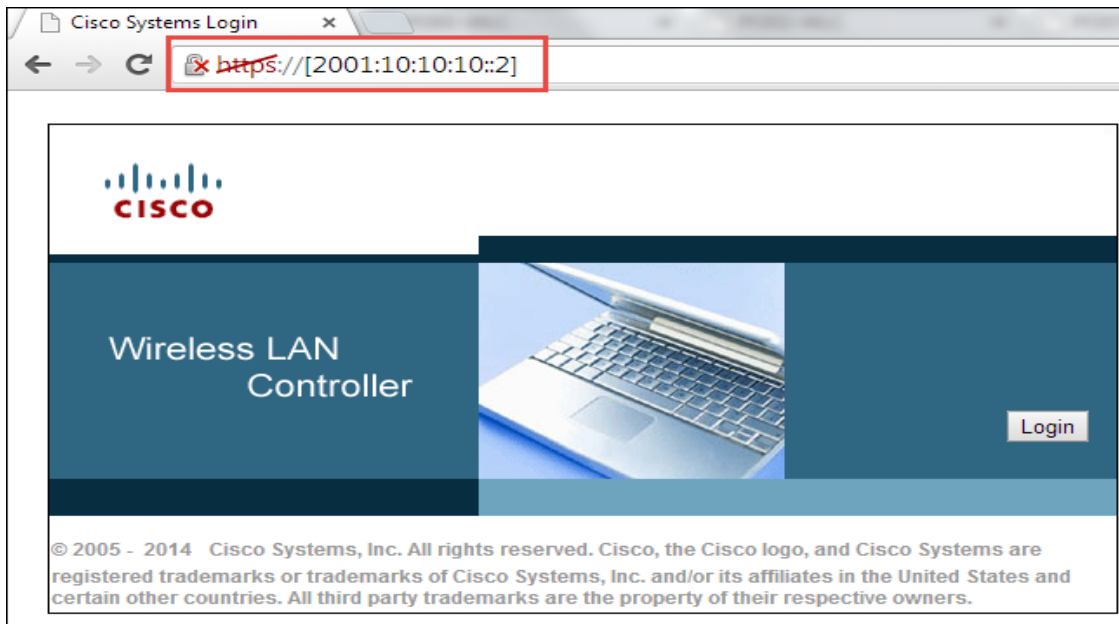 Cisco Systems Login
https://[2001:10:10:10::2]
CISCO
Wireless LAN
Controller
Login
© 2005 - 2014 Cisco Systems, Inc. All rights reserved. Cisco, the Cisco logo, and Cisco Systems are
registered trademarks or trademarks of Cisco Systems, Inc. and/or its affiliates in the United States and
certain other countries. All third party trademarks are the property of their respective owners.